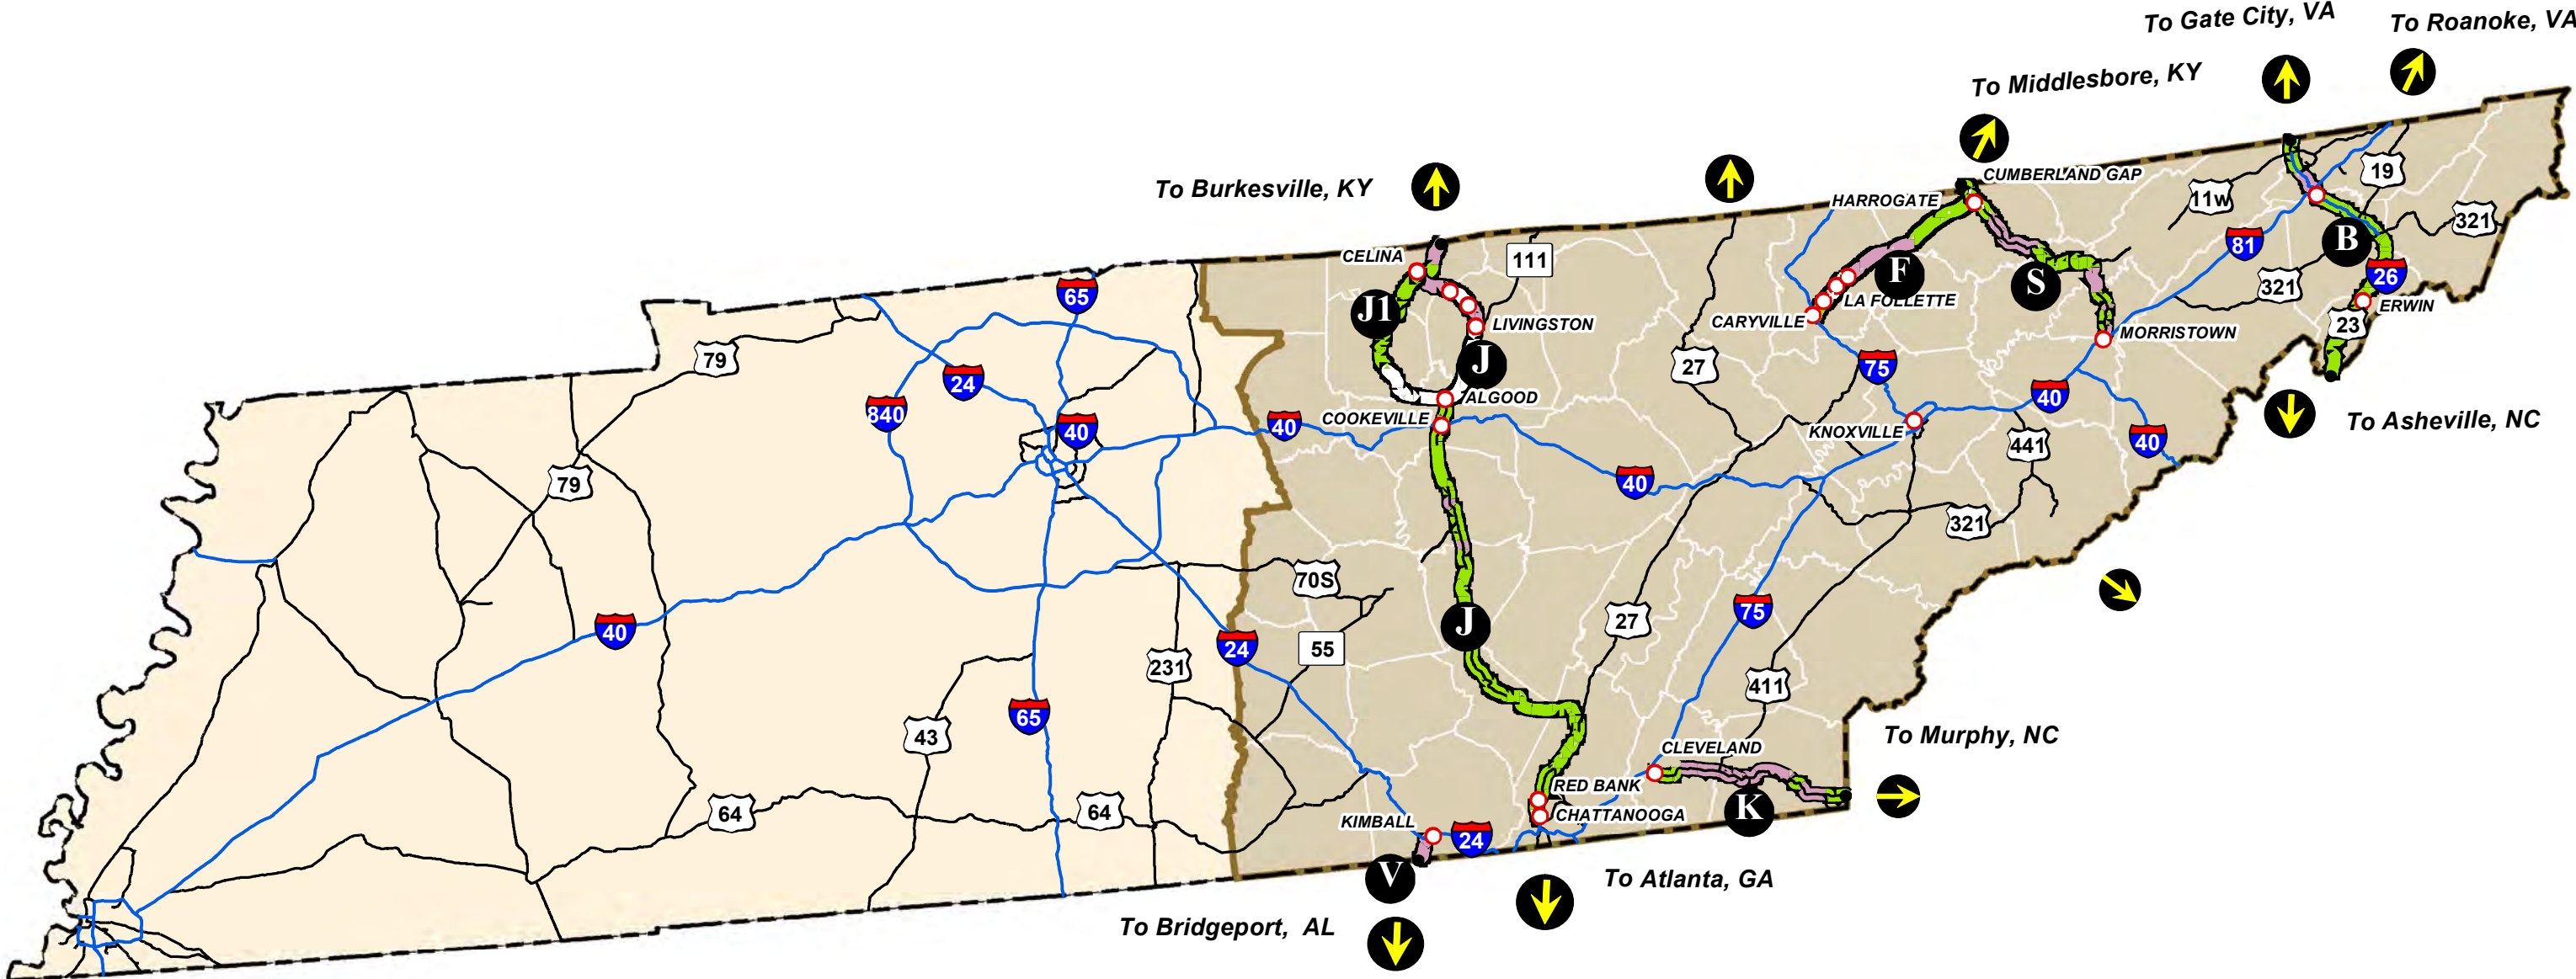 To Gate City, VA
To Roanoke, VA
To Middlesbore, KY
To Burkesville, KY
CUMBERLAND GAP
HARROGATE
11w
19
321
B
81
26
CELINA
111
F
S
321
ERWIN
65
J1
LA FOLLETTE
CARYVILLE
LIVINGSTON
23
MORRISTOWN
79
24
J
27
75
840
40
ALGOOD
COOKEVILLE
40
40
KNOXVILLE
441
40
To Asheville, NC
79
40
321
70S
40
J
27
75
24
55
231
411
65
43
To Murphy, NC
CLEVELAND
RED BANK
K
64
64
CHATTANOOGA
KIMBALL
24
V
To Atlanta, GA
To Bridgeport, AL